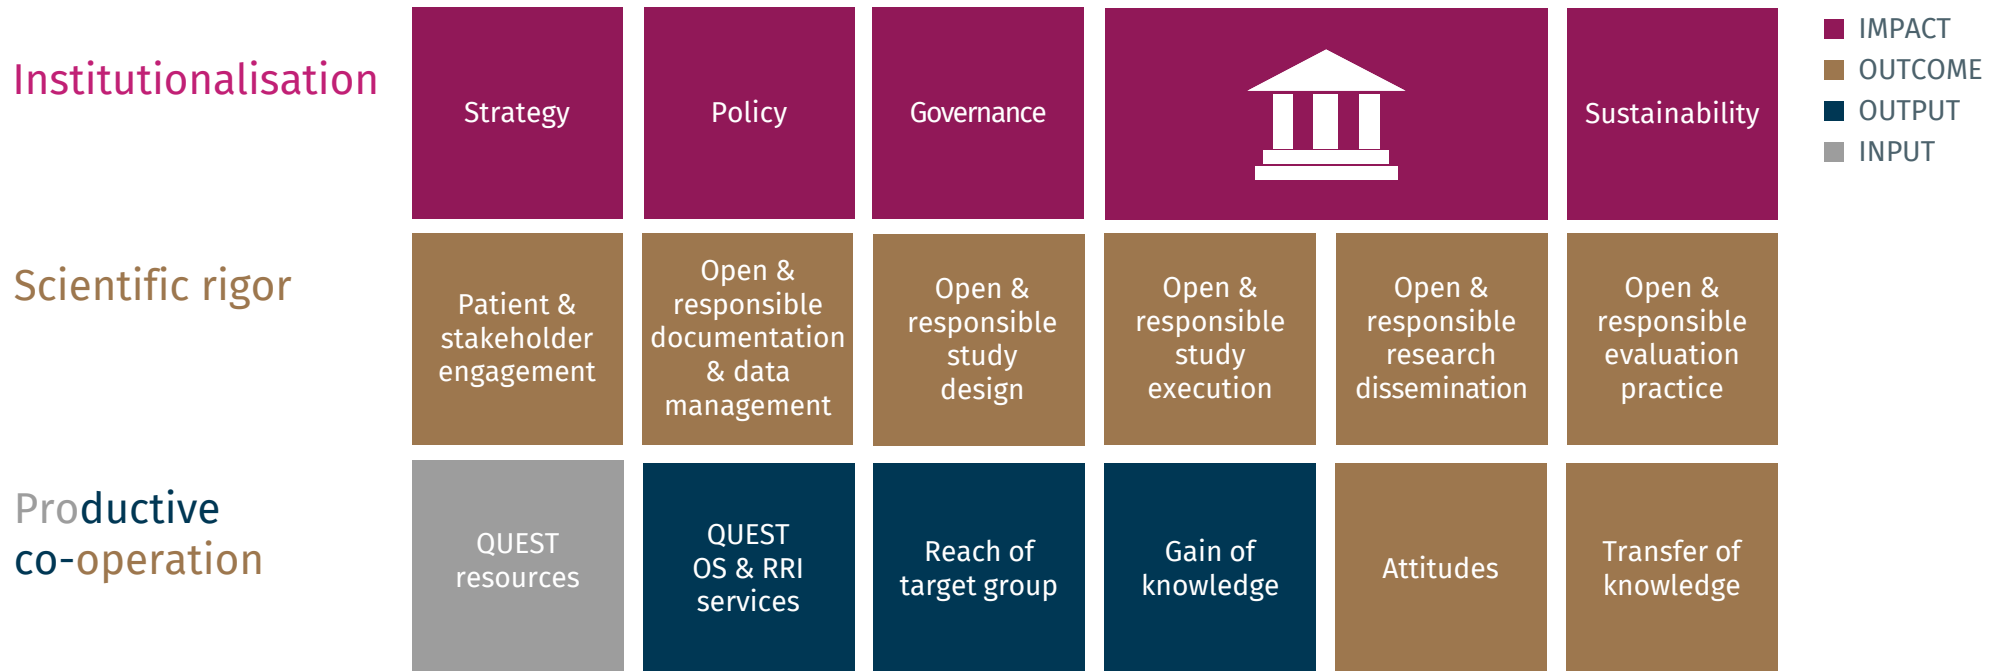 Institutionalisation
Strategy
Policy
Governance
Sustainability
IMPACT
OUTCOME
OUTPUT
INPUT
Scientific rigor
Patient &
stakeholder
engagement
Open &
responsible
documentation
& data
management
Open &
responsible
study
design
Open &
responsible
study
execution
Open &
responsible
research
dissemination
Open &
responsible
evaluation
practice
Productive
co-operation
QUEST
resources
QUEST
OS & RRI
services
Reach of
target group
Gain of
knowledge
Attitudes
Transfer of
knowledge